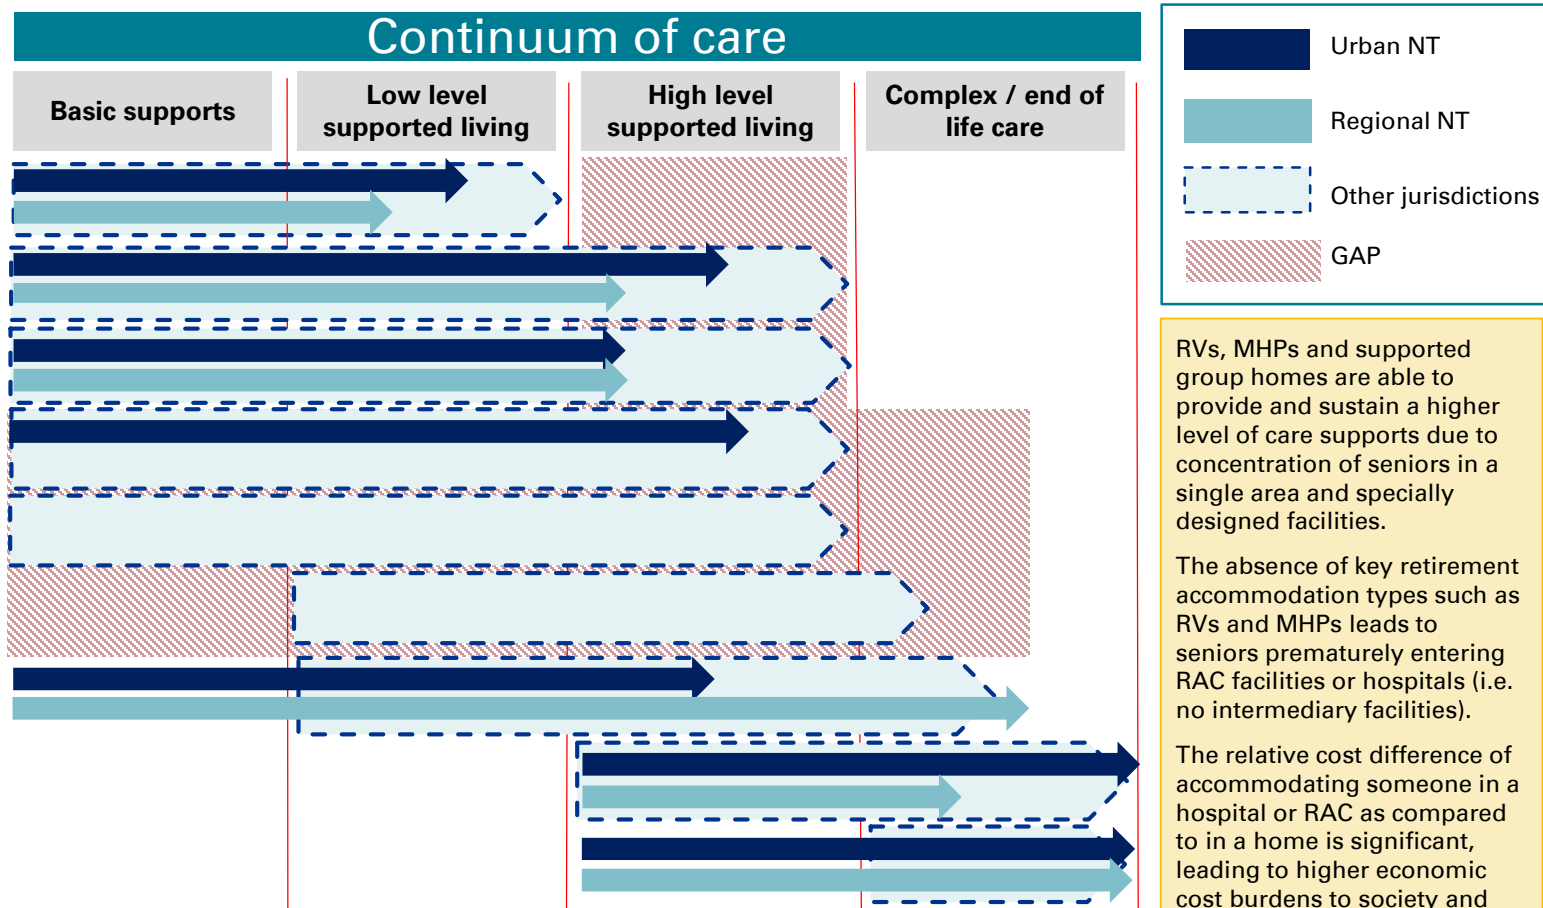 Continuum of care
Basic supports
Low level
supported living
High level
supported living
Complex / end of
life care
Urban NT
Regional NT
Other jurisdictions
GAP
RVs, MHPs and supported
group homes are able to
provide and sustain a higher
level of care supports due to
concentration of seniors in a
single area and specially
designed facilities.
The absence of key retirement
accommodation types such as
RVs and MHPs leads to
seniors prematurely entering
RAC facilities or hospitals (i.e.
no intermediary facilities).
The relative cost difference of
accommodating someone in a
hospital or RAC as compared
to in a home is significant,
leading to higher economic
cost burdens to society and